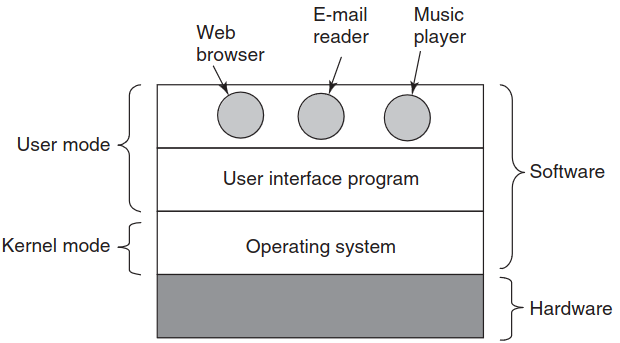 Web
browser
E-mail
reader
Music
player
User mode
User interface program
Software
Kernel mode
Operating system
Hardware